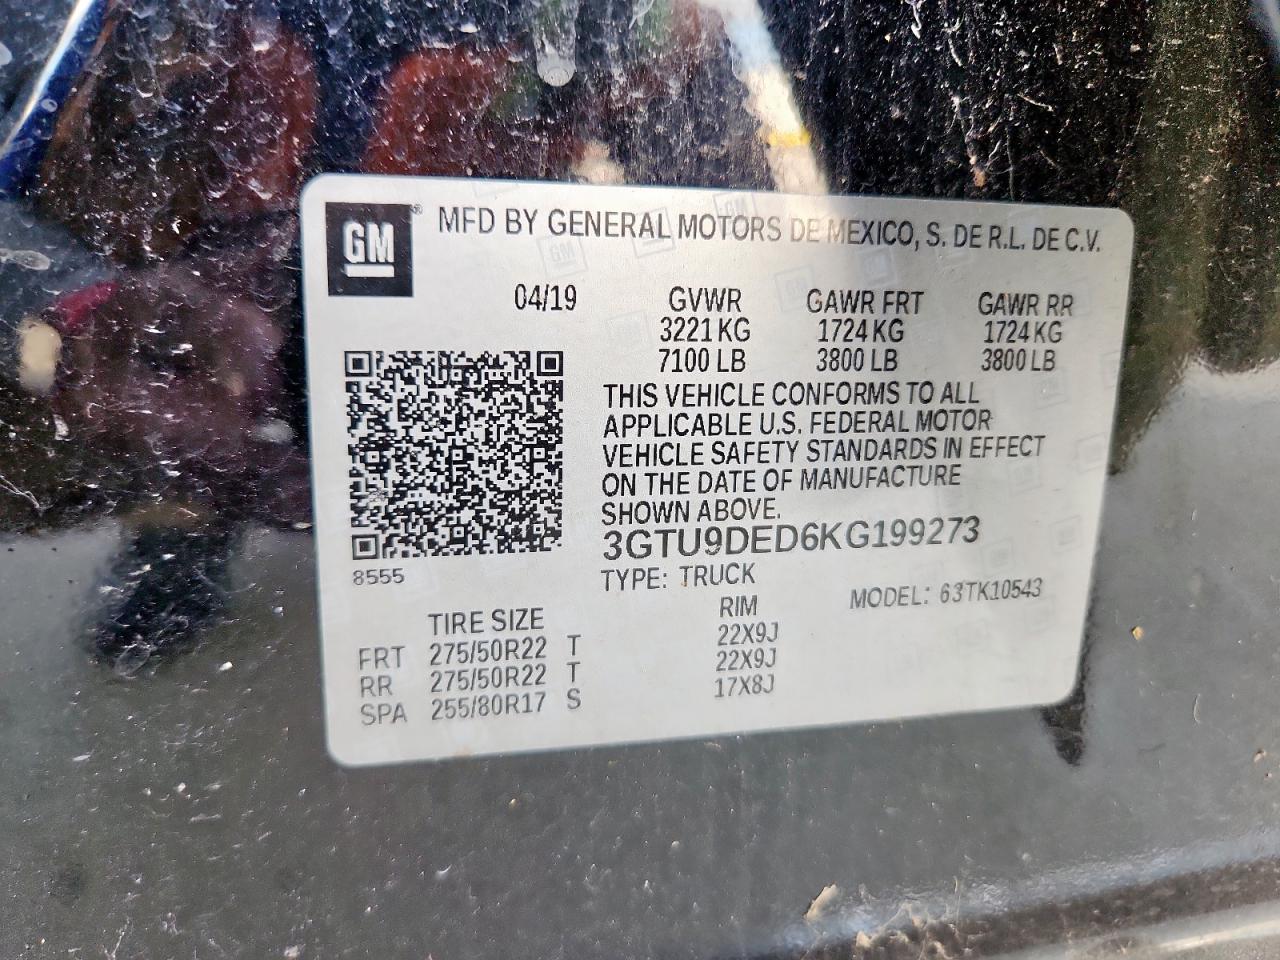 GM® MFD BY GENERAL MOTORS DE MEXICO, S. DE R.L. DE C.V.
04/19 GVWR GAWR FRT GAWR RR
3221 KG 1724 KG 1724 KG
7100 LB 3800 LB 3800 LB
THIS VEHICLE CONFORMS TO ALL
APPLICABLE U.S. FEDERAL MOTOR
VEHICLE SAFETY STANDARDS IN EFFECT
ON THE DATE OF MANUFACTURE
SHOWN ABOVE.
3GTU9DED6KG199273
8555 TYPE: TRUCK MODEL: 63TK10543
TIRE SIZE RIM
FRT 275/50R22 T 22X9J
RR 275/50R22 T 22X9J
SPA 255/80R17 S 17X8J